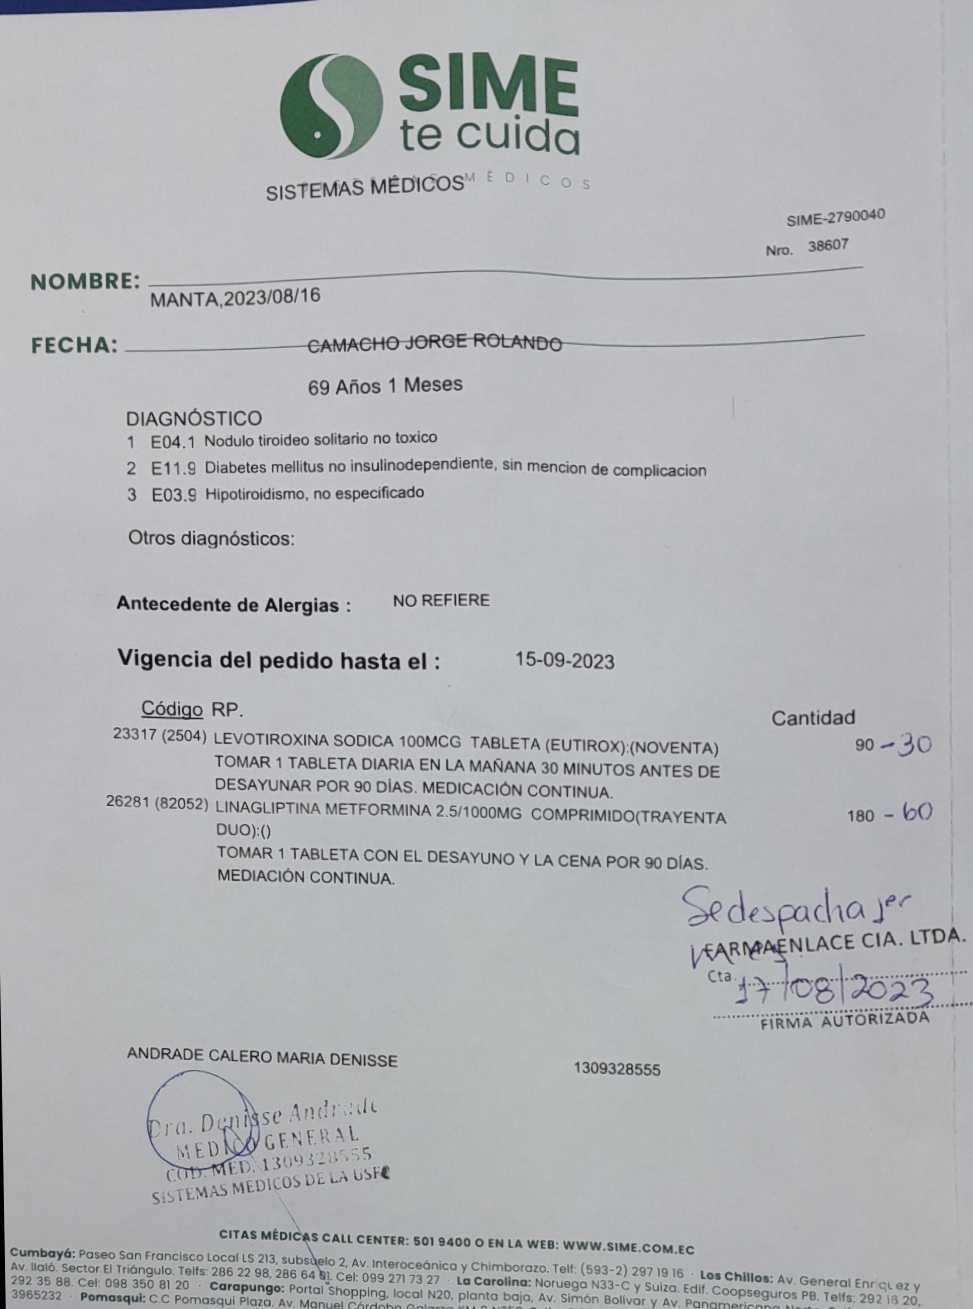 SIME
te cuida
SISTEMAS MÉDICOS MÉDICOS
SIME-2790040
Nro. 38607
NOMBRE:
MANTA,2023/08/16
FECHA: CAMACHO JORGE ROLANDO
69 Años 1 Meses
DIAGNÓSTICO
1 E04.1 Nodulo tiroideo solitario no toxico
2 E11.9 Diabetes mellitus no insulinodependiente, sin mencion de complicacion
3 E03.9 Hipotiroidismo, no especificado
Otros diagnósticos:
Antecedente de Alergias : NO REFIERE
Vigencia del pedido hasta el : 15-09-2023
Código RP. Cantidad
23317 (2504) LEVOTIROXINA SODICA 100MCG TABLETA (EUTIROX):(NOVENTA) 90 - 30
TOMAR 1 TABLETA DIARIA EN LA MAÑANA 30 MINUTOS ANTES DE
DESAYUNAR POR 90 DÍAS. MEDICACIÓN CONTINUA.
26281 (82052) LINAGLIPTINA METFORMINA 2.5/1000MG COMPRIMIDO(TRAYENTA 180 - 60
DUO):()
TOMAR 1 TABLETA CON EL DESAYUNO Y LA CENA POR 90 DÍAS.
MEDIACIÓN CONTINUA.
Se despacha 1er
FARMAENLACE CIA. LTDA.
Cta. 17/08/2023
FIRMA AUTORIZADA
ANDRADE CALERO MARIA DENISSE 1309328555
Dra. Denisse Andrade
MEDICO GENERAL
COD. MED. 1309328555
SISTEMAS MEDICOS DE LA USFQ
CITAS MÉDICAS CALL CENTER: 501 9400 O EN LA WEB: WWW.SIME.COM.EC
Cumbayá: Paseo San Francisco Local LS 213, subsuelo 2, Av. Interoceánica y Chimborazo. Telf: (593-2) 297 19 16 · Los Chillos: Av. General Enríquez y
Av. Ilaló. Sector El Triángulo. Telfs: 286 22 98, 286 64 91. Cel: 099 271 73 27 · La Carolina: Noruega N33-C y Suiza. Edif. Coopseguros PB. Telfs: 292 18 20,
292 35 88. Cel: 098 350 81 20 · Carapungo: Portal Shopping, local N20, planta baja, Av. Simón Bolívar y Av. Panamericana
3965232 · Pomasqui: C.C Pomasqui Plaza, Av. Manuel Córdoba